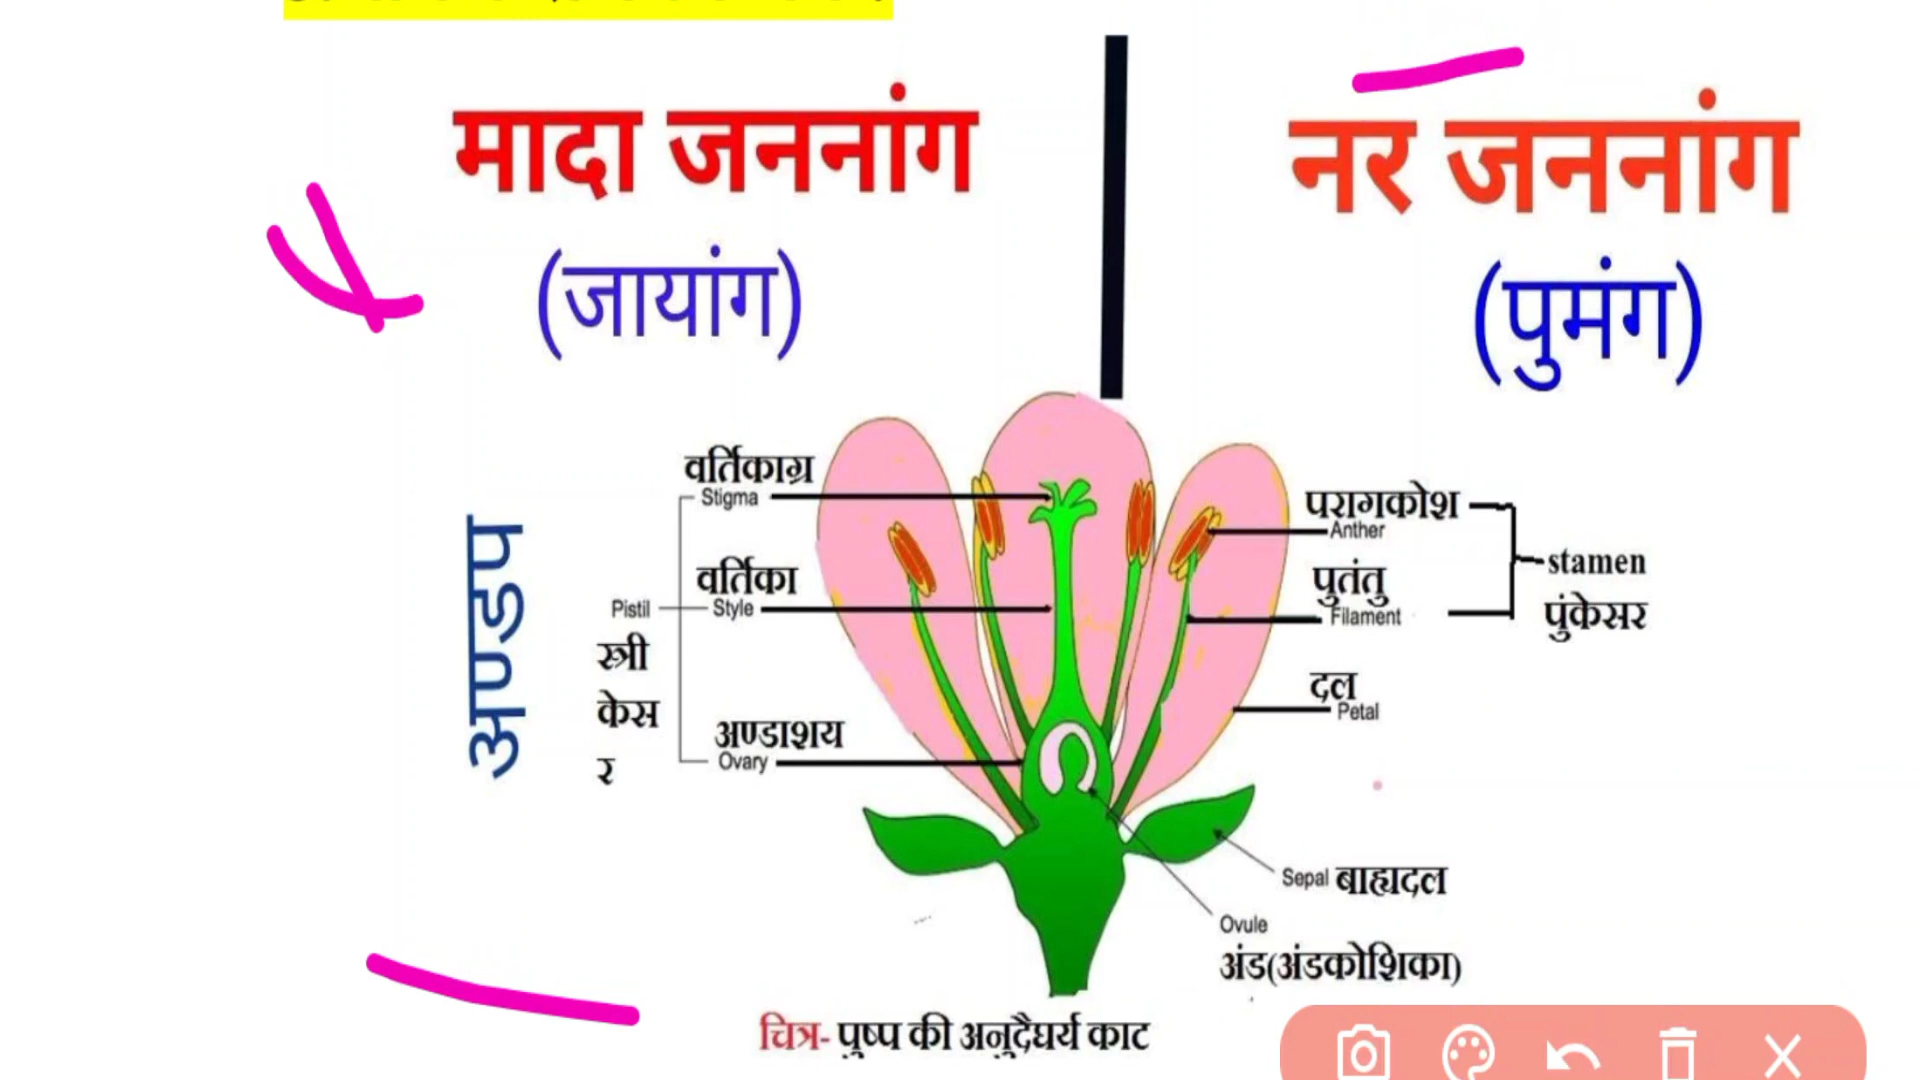 मादा जननांग
(जायांग)
नर जननांग
(पुमंग)
अण्डप
वर्तिकाग्र
Stigma
वर्तिका
Pistil
Style
स्त्री
केस
र
अण्डाशय
Ovary
परागकोश
Anther
पुतंतु
Filament
stamen
पुंकेसर
दल
Petal
Sepal बाह्यदल
Ovule
अंड(अंडकोशिका)
चित्र- पुष्प की अनुदैघर्य काट